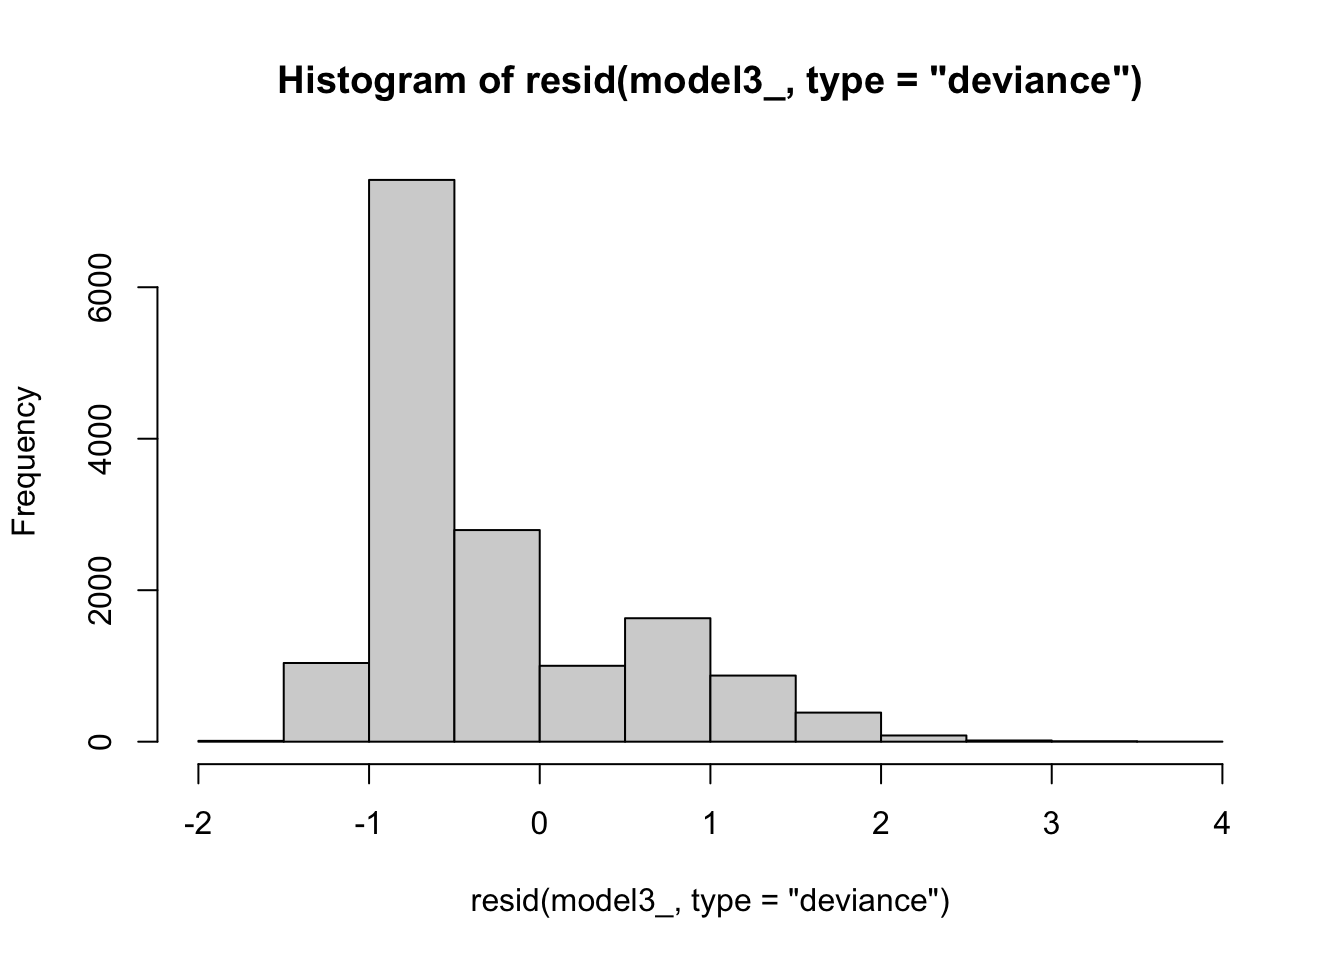 Histogram of resid(model3_, type = "deviance")
Frequency
6000
4000
2000
0
-2 -1 0 1 2 3 4
resid(model3_, type = "deviance")